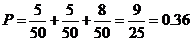 P = 5/50 + 5/50 + 8/50 = 9/25 = 0.36